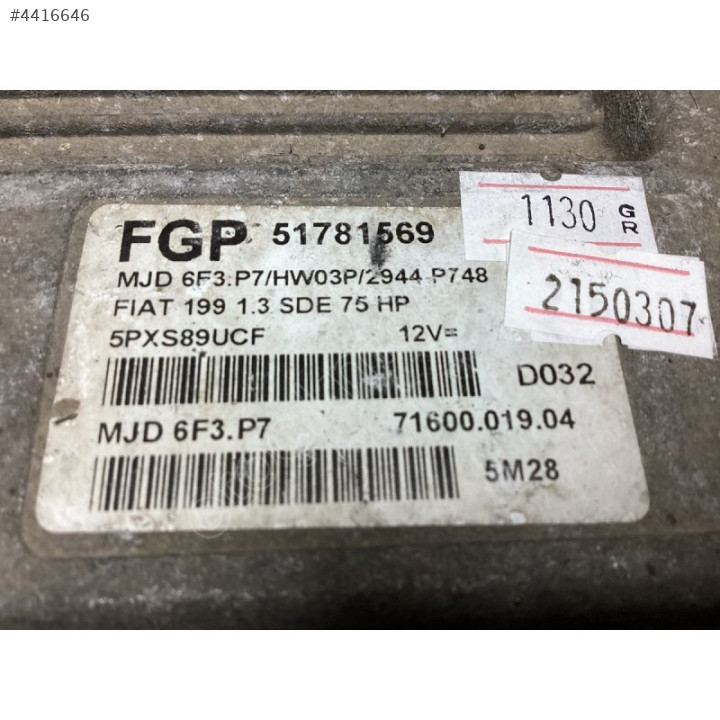 #4416646
FGP 51781569
MJD 6F3.P7/HW03P/2944 P748
FIAT 199 1.3 SDE 75 HP
5PXS89UCF 12V=
D032
MJD 6F3.P7 71600.019.04
5M28
1130 GR
2150307